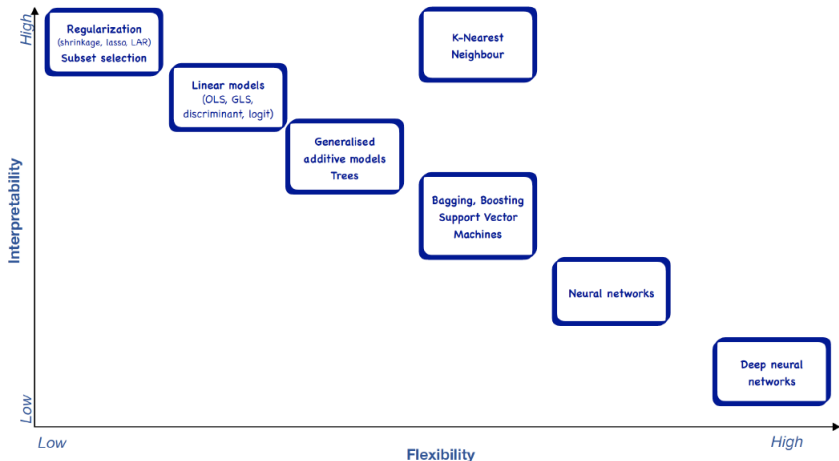 High
Regularization
(shrinkage, lasso, LAR)
Subset selection
K-Nearest
Neighbour
Linear models
(OLS, GLS,
discriminant, logit)
Generalised
additive models
Trees
Interpretability
Bagging, Boosting
Support Vector
Machines
Neural networks
Deep neural
networks
Low
Low
High
Flexibility